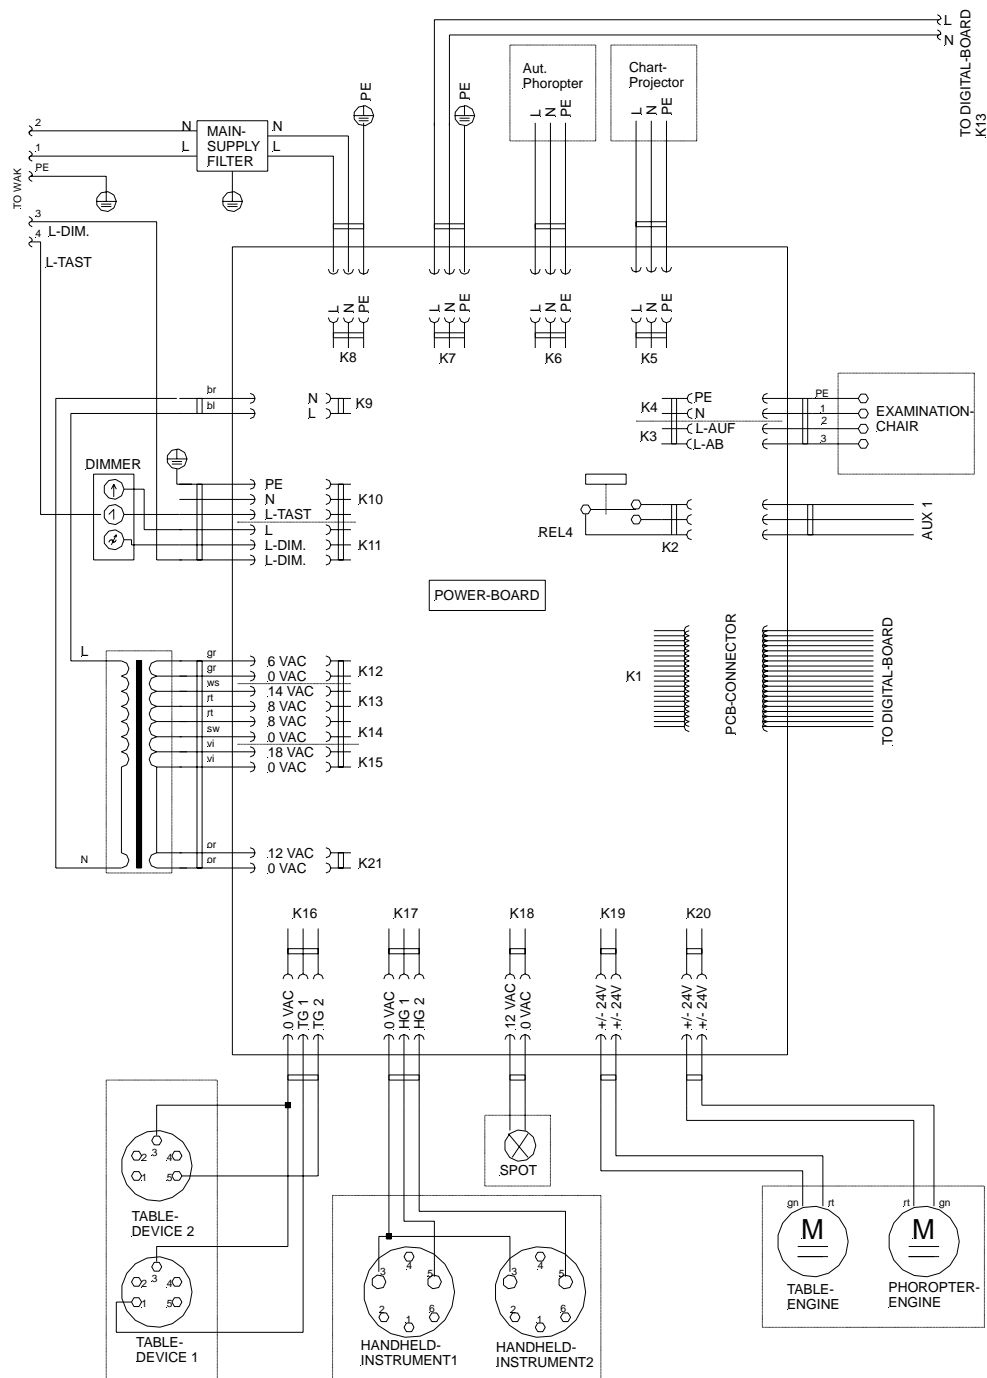 L
N
TO DIGITAL-BOARD
K13
Aut.
Phoropter
L
N
PE
Chart-
Projector
L
N
PE
PE
PE
TO WAK
2
1
PE
3
4
L-DIM.
L-TAST
N
L
MAIN-
SUPPLY
FILTER
N
L
L
N
PE
K8
L
N
PE
K7
L
N
PE
K6
L
N
PE
K5
br
bl
N
L
K9
K4
K3
PE
N
L-AUF
L-AB
PE
1
2
3
EXAMINATION-
CHAIR
DIMMER
PE
N
L-TAST
L
L-DIM.
L-DIM.
K10
K11
REL4
K2
AUX 1
POWER-BOARD
K1
PCB-CONNECTOR
TO DIGITAL-BOARD
L
N
gr
gr
ws
rt
rt
sw
vi
vi
6 VAC
0 VAC
14 VAC
8 VAC
8 VAC
0 VAC
18 VAC
0 VAC
K12
K13
K14
K15
or
or
12 VAC
0 VAC
K21
K16
K17
K18
K19
K20
0 VAC
TG 1
TG 2
0 VAC
HG 1
HG 2
12 VAC
0 VAC
+/- 24V
+/- 24V
+/- 24V
+/- 24V
2
3
4
1
5
TABLE-
DEVICE 2
2
3
4
1
5
TABLE-
DEVICE 1
SPOT
3
4
5
2
1
6
HANDHELD-
INSTRUMENT1
3
4
5
2
1
6
HANDHELD-
INSTRUMENT2
gn
rt
M
TABLE-
ENGINE
rt
gn
M
PHOROPTER-
ENGINE